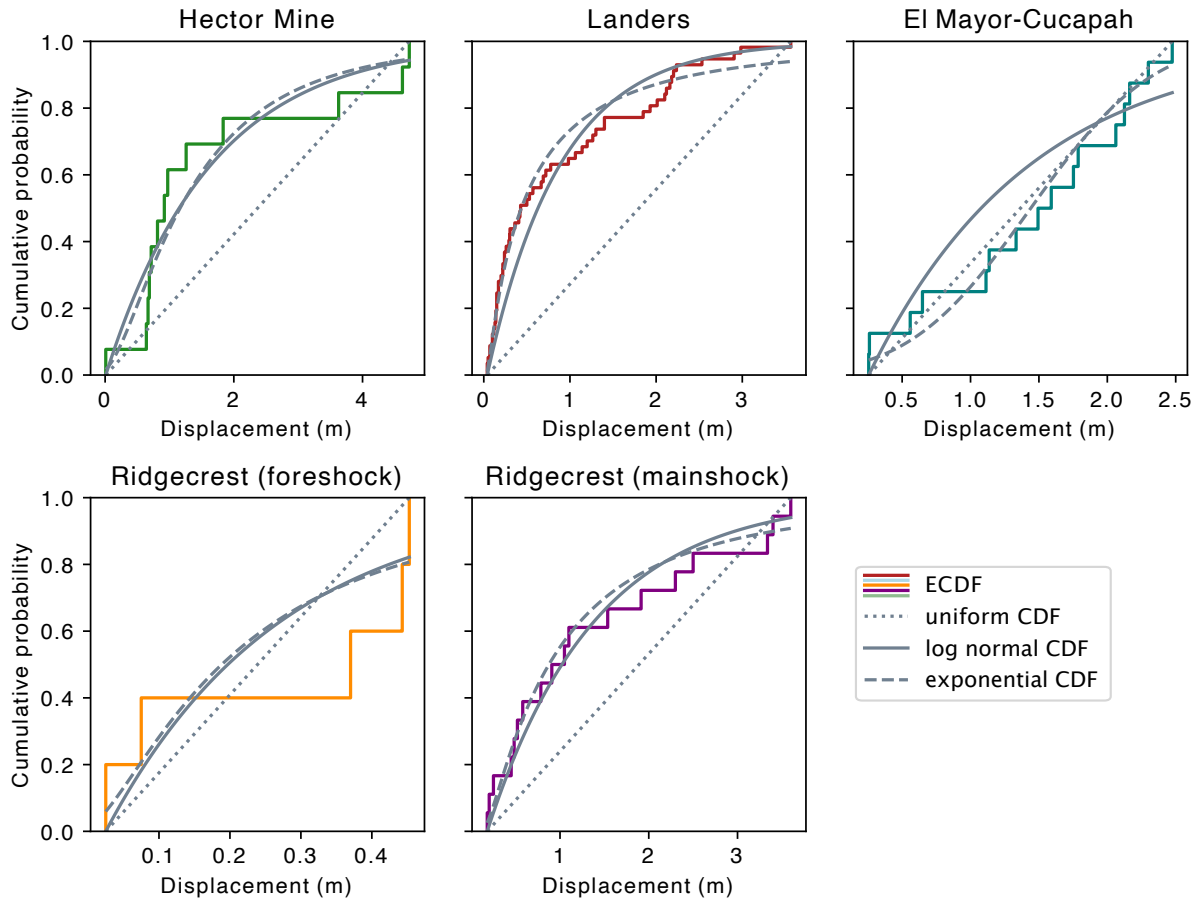 Hector Mine
Landers
El Mayor-Cucapah
Cumulative probability
1.0
0.8
0.6
0.4
0.2
0.0
0 2 4
Displacement (m)
0 1 2 3
Displacement (m)
0.5 1.0 1.5 2.0 2.5
Displacement (m)
Ridgecrest (foreshock)
Ridgecrest (mainshock)
Cumulative probability
1.0
0.8
0.6
0.4
0.2
0.0
0.1 0.2 0.3 0.4
Displacement (m)
1 2 3
Displacement (m)
ECDF
uniform CDF
log normal CDF
exponential CDF